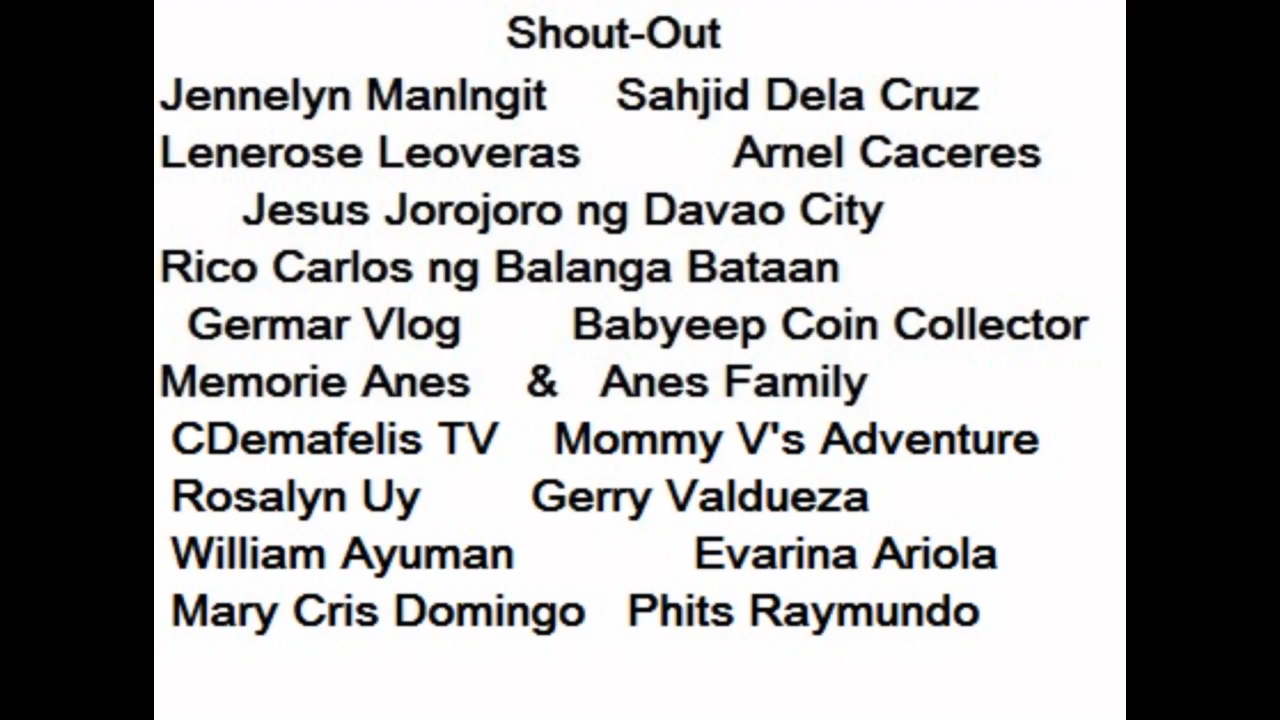 Shout-Out
Jennelyn ManIngit Sahjid Dela Cruz
Lenerose Leoveras Arnel Caceres
Jesus Jorojoro ng Davao City
Rico Carlos ng Balanga Bataan
Germar Vlog Babyeep Coin Collector
Memorie Anes & Anes Family
CDemafelis TV Mommy V's Adventure
Rosalyn Uy Gerry Valdueza
William Ayuman Evarina Ariola
Mary Cris Domingo Phits Raymundo